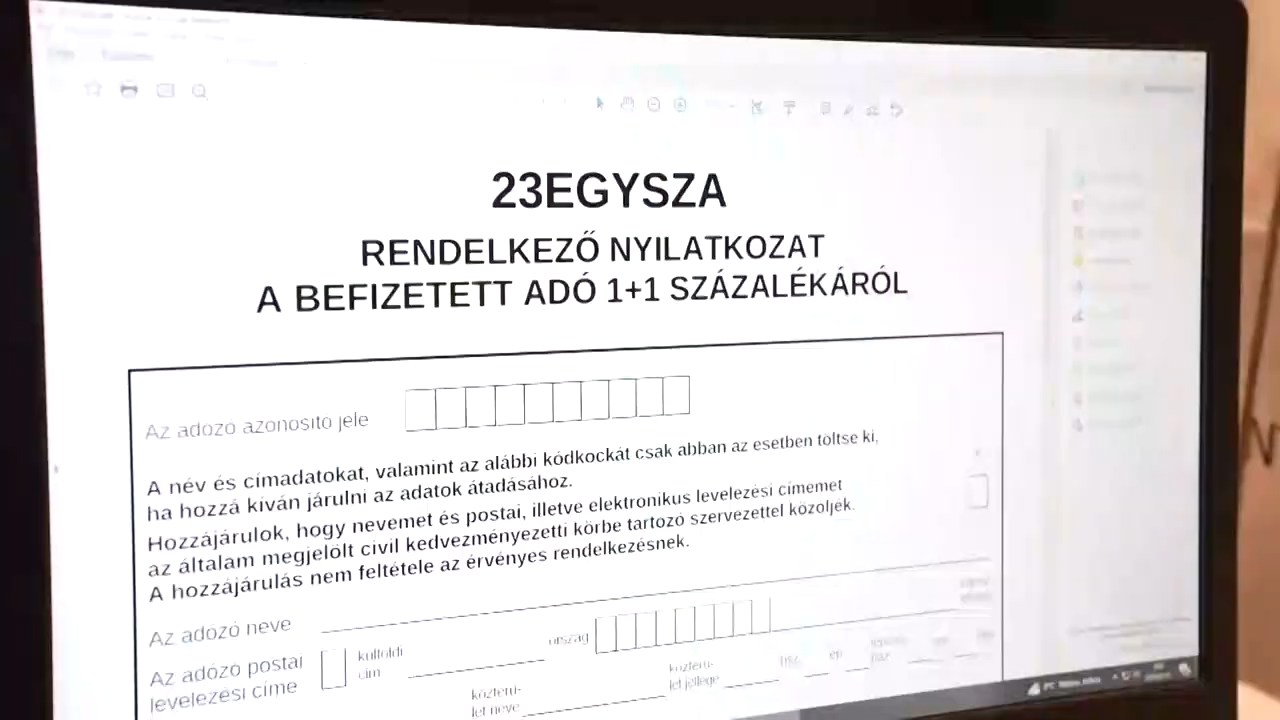 23EGYSZA
RENDELKEZŐ NYILATKOZAT
A BEFIZETETT ADÓ 1+1 SZÁZALÉKÁRÓL
Az adózó azonosító jele
A név és címadatokat, valamint az alábbi kódkockát csak abban az esetben töltse ki,
ha hozzá kíván járulni az adatok átadásához.
Hozzájárulok, hogy nevemet és postai, illetve elektronikus levelezési címemet
az általam megjelölt civil kedvezményezetti körbe tartozó szervezettel közöljék.
A hozzájárulás nem feltétele az érvényes rendelkezésnek.
Az adózó neve
Az adózó postai
levelezési címe
külföldi
cím
ország
közterü-
let neve
közterü-
let jellege
hsz.
ép.